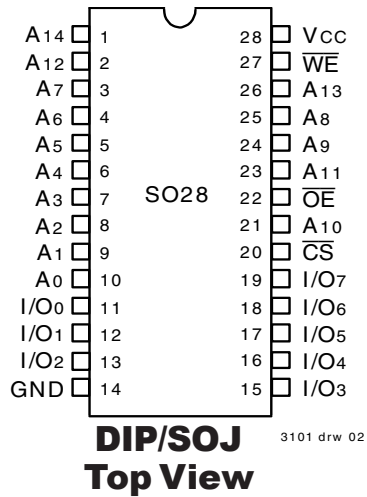 A14 1 28 VCC
A12 2 27 W̅E̅
A7 3 26 A13
A6 4 25 A8
A5 5 24 A9
A4 6 23 A11
A3 7 SO28 22 O̅E̅
A2 8 21 A10
A1 9 20 C̅S̅
A0 10 19 I/O7
I/O0 11 18 I/O6
I/O1 12 17 I/O5
I/O2 13 16 I/O4
GND 14 15 I/O3
DIP/SOJ 3101 drw 02
Top View